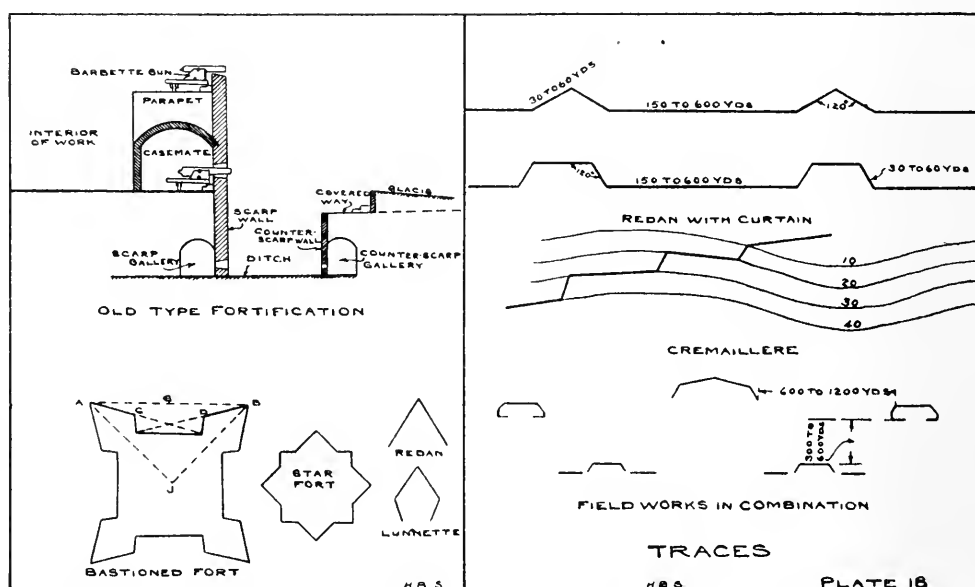 BARBETTE GUN
PARAPET
INTERIOR
OF WORK
CASEMATE
COVERED
WAY
GLACIS
SCARP
WALL
COUNTER-
SCARP WALL
SCARP
GALLERY
DITCH
COUNTER-SCARP
GALLERY
OLD TYPE FORTIFICATION
A
B
C
D
J
STAR
FORT
REDAN
LUNNETTE
BASTIONED FORT
H.B.S.
30 TO 60 YDS
150 TO 600 YDS
120°
120°
150 TO 600 YDS
30 TO 60 YDS
REDAN WITH CURTAIN
10
20
30
40
CREMAILLERE
600 TO 1200 YDS
300 TO
600 YDS
FIELD WORKS IN COMBINATION
TRACES
H.B.S.
PLATE 18